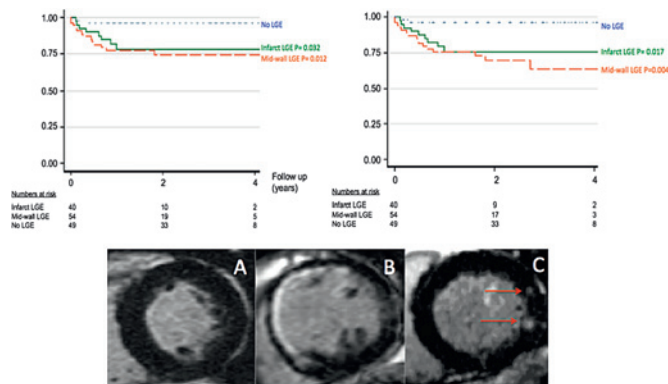 1.00
0.75
0.50
0.25
0.00
No LGE
Infarct LGE P= 0.032
Mid-wall LGE P= 0.012
0 2 4
Follow up
(years)
Numbers at risk
Infarct LGE 40 10 2
Mid-wall LGE 54 19 5
No LGE 49 33 8
1.00
0.75
0.50
0.25
0.00
No LGE
Infarct LGE P= 0.017
Mid-wall LGE P=0.004
0 2 4
Numbers at risk
Infarct LGE 40 9 2
Mid-wall LGE 54 17 3
No LGE 49 33 8
A
B
C